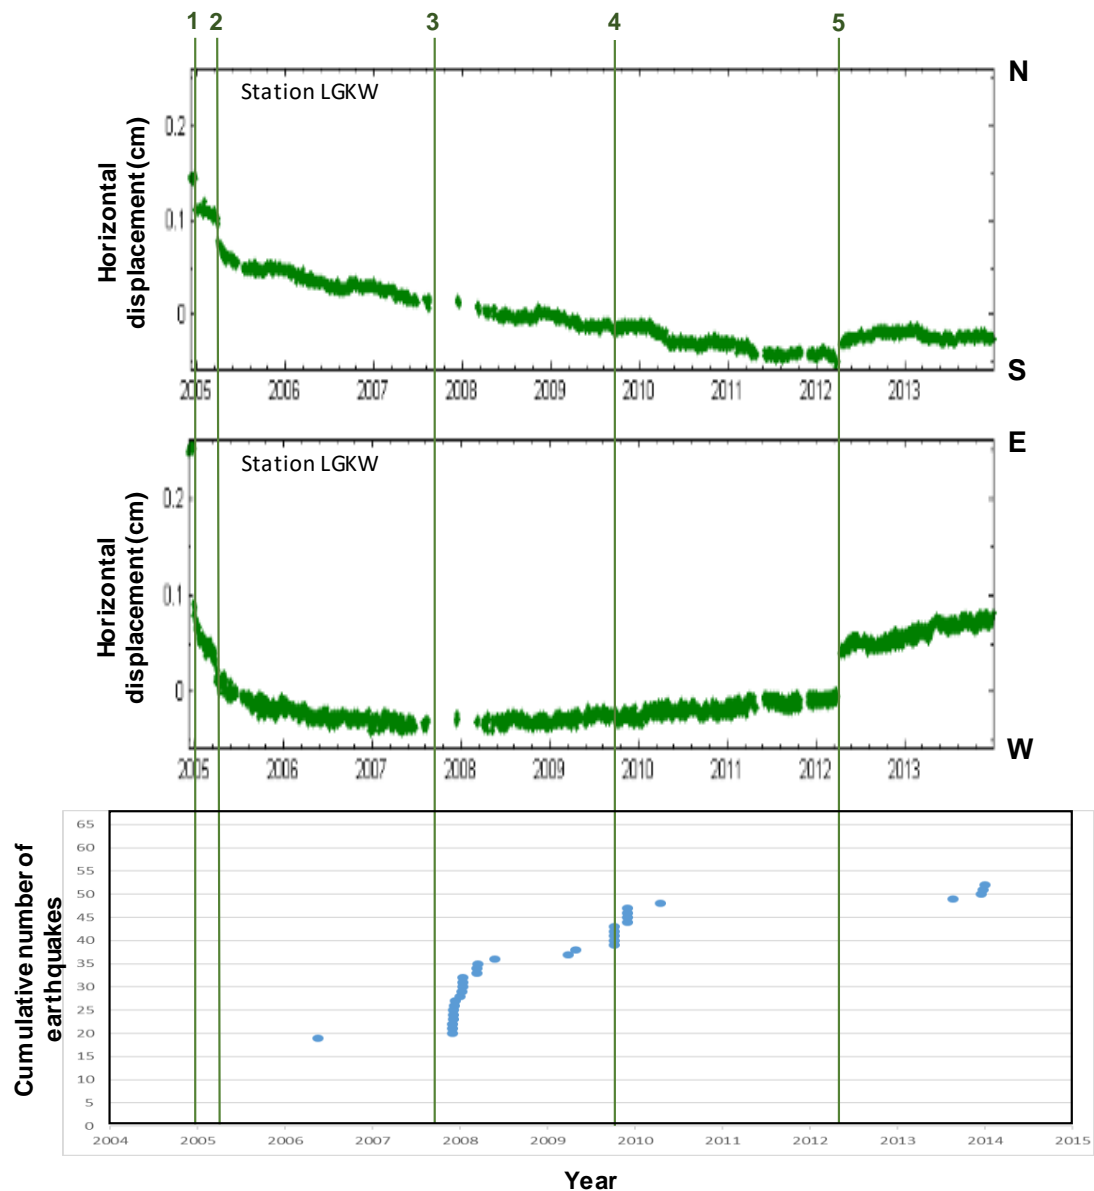 1 2 3 4 5
N
Station LGKW
Horizontal
displacement (cm)
0.2
0.1
0
S
2005 2006 2007 2008 2009 2010 2011 2012 2013
E
Station LGKW
Horizontal
displacement (cm)
0.2
0.1
0
W
2005 2006 2007 2008 2009 2010 2011 2012 2013
Cumulative number of
earthquakes
65
60
55
50
45
40
35
30
25
20
15
10
5
0
2004 2005 2006 2007 2008 2009 2010 2011 2012 2013 2014 2015
Year